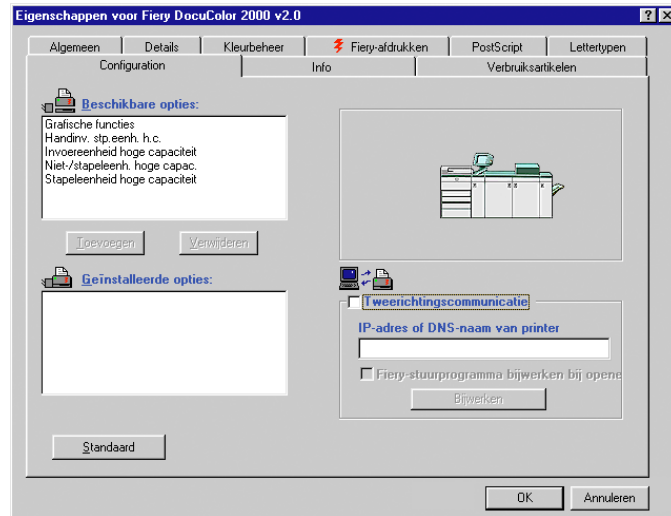 Eigenschappen voor Fiery DocuColor 2000 v2.0
Algemeen Details Kleurbeheer Fiery-afdrukken PostScript Lettertypen
Configuration Info Verbruiksartikelen
Beschikbare opties:
Grafische functies
Handinv. stp.eenh. h.c.
Invoereenheid hoge capaciteit
Niet-/stapeleenh. hoge capac.
Stapeleenheid hoge capaciteit
Toevoegen Verwijderen
Geïnstalleerde opties:
Tweerichtingscommunicatie
IP-adres of DNS-naam van printer
Fiery-stuurprogramma bijwerken bij opene
Bijwerken
Standaard
OK Annuleren